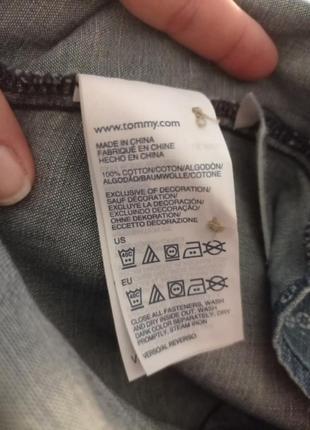 www.tommy.com
MADE IN CHINA
FABRIQUÉ EN CHINE
HECHO EN CHINA
100% COTTON/COTON/ALGODÓN/
ALGODÃO/BAUMWOLLE/COTONE
EXCLUSIVE OF DECORATION/
SAUF DÉCORATION/
EXCLUYE LA DECORACIÓN/
EXCLUINDO DECORAÇÃO/
OHNE DEKORATION/
ECCETTO DECORAZIONE
US
EU
CLOSE ALL FASTENERS, WASH
AND DRY INSIDE OUT. WASH
DARK COLOR SEPARATELY, DRY
PROMPTLY, STEAM IRON
VERSO/AL REVERSO/